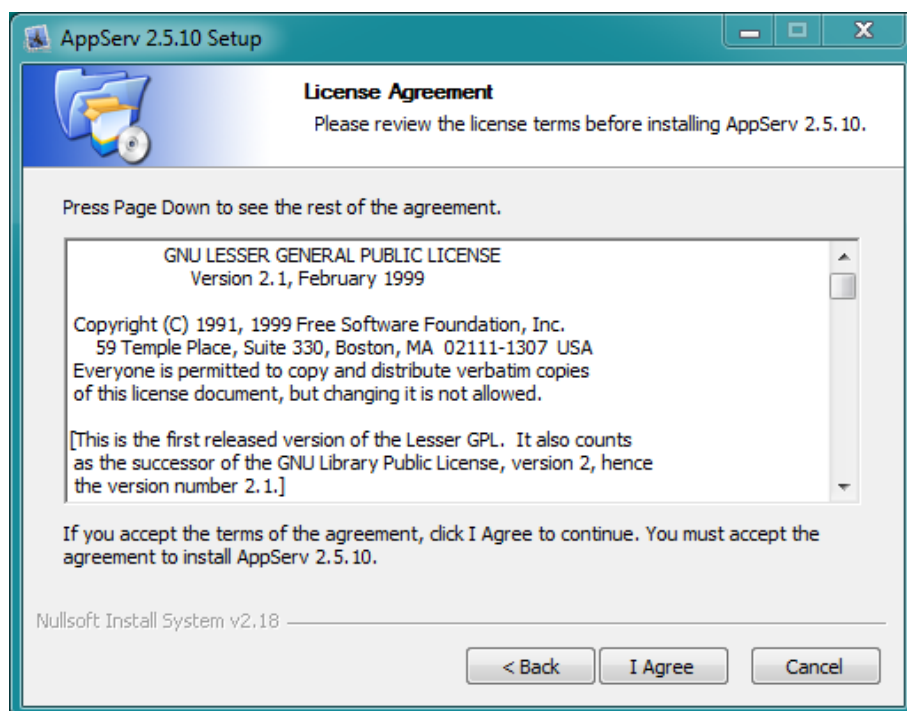 AppServ 2.5.10 Setup
License Agreement
Please review the license terms before installing AppServ 2.5.10.
Press Page Down to see the rest of the agreement.
GNU LESSER GENERAL PUBLIC LICENSE
Version 2.1, February 1999
Copyright (C) 1991, 1999 Free Software Foundation, Inc.
59 Temple Place, Suite 330, Boston, MA  02111-1307  USA
Everyone is permitted to copy and distribute verbatim copies
of this license document, but changing it is not allowed.
[This is the first released version of the Lesser GPL.  It also counts
as the successor of the GNU Library Public License, version 2, hence
the version number 2.1.]
If you accept the terms of the agreement, click I Agree to continue. You must accept the
agreement to install AppServ 2.5.10.
Nullsoft Install System v2.18
< Back
I Agree
Cancel